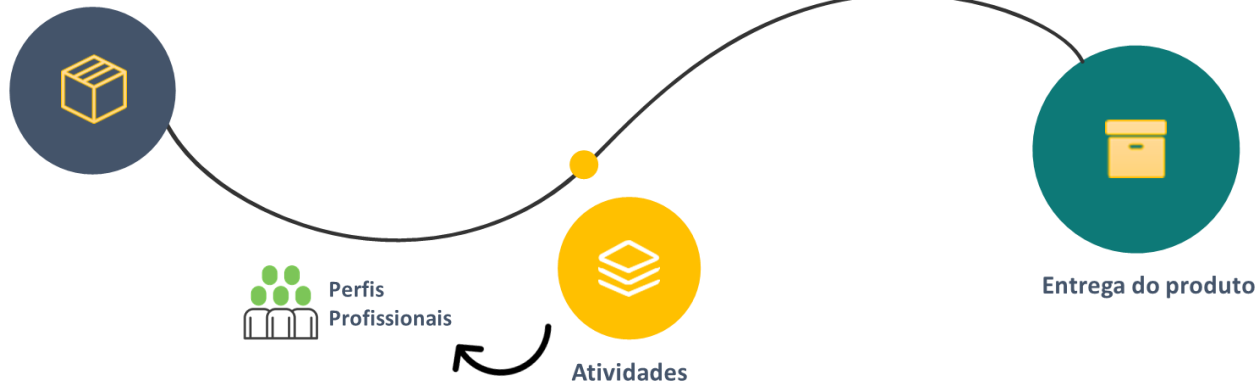 Perfis
Profissionais
Atividades
Entrega do produto